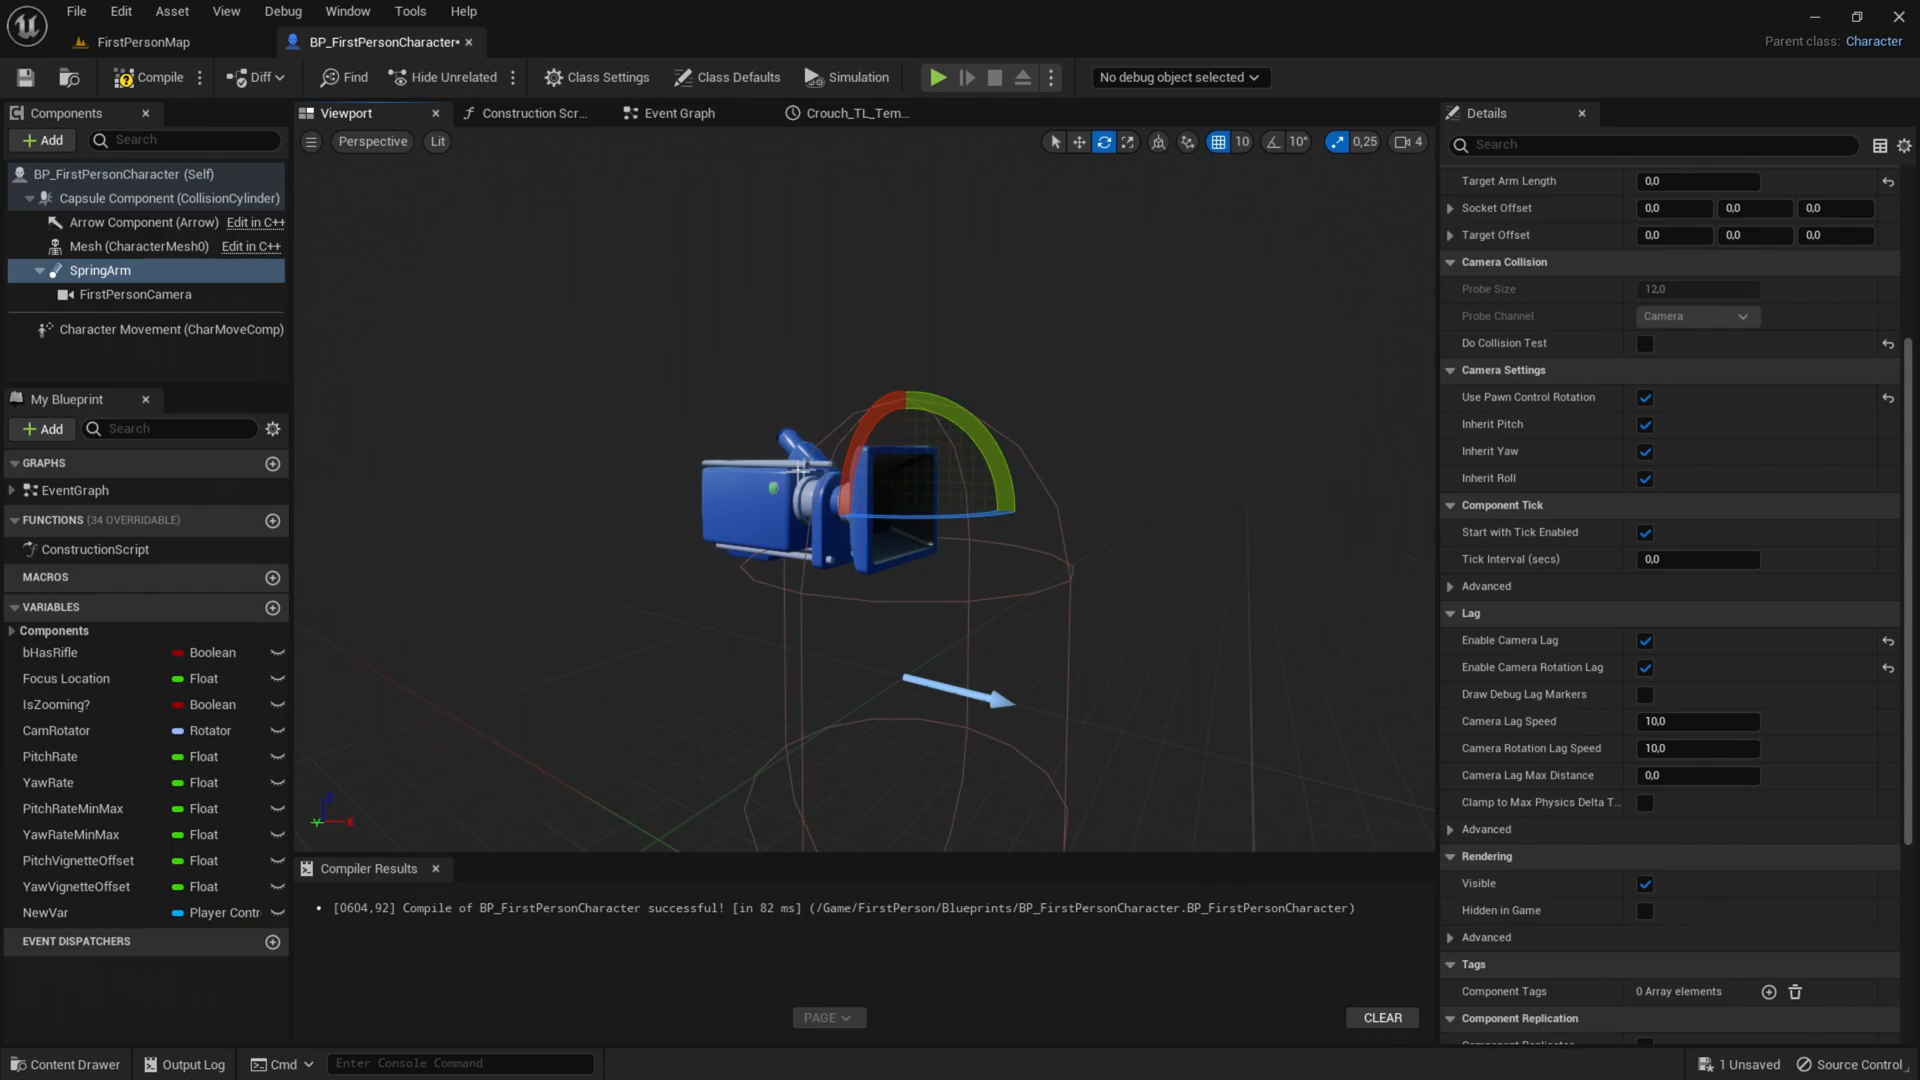 File Edit Asset View Debug Window Tools Help
FirstPersonMap
BP_FirstPersonCharacter*
Parent class: Character
Compile
Diff
Find
Hide Unrelated
Class Settings
Class Defaults
Simulation
No debug object selected
Components
Add
Search
BP_FirstPersonCharacter (Self)
Capsule Component (CollisionCylinder)
Arrow Component (Arrow) Edit in C++
Mesh (CharacterMesh0) Edit in C++
SpringArm
FirstPersonCamera
Character Movement (CharMoveComp)
My Blueprint
Add
Search
GRAPHS
EventGraph
FUNCTIONS (34 OVERRIDABLE)
ConstructionScript
MACROS
VARIABLES
Components
bHasRifle Boolean
Focus Location Float
IsZooming? Boolean
CamRotator Rotator
PitchRate Float
YawRate Float
PitchRateMinMax Float
YawRateMinMax Float
PitchVignetteOffset Float
YawVignetteOffset Float
NewVar Player Contr
EVENT DISPATCHERS
Viewport
Construction Scr...
Event Graph
Crouch_TL_Tem...
Perspective
Lit
10
10°
0,25
4
Z
Y
X
Compiler Results
[0604,92] Compile of BP_FirstPersonCharacter successful! [in 82 ms] (/Game/FirstPerson/Blueprints/BP_FirstPersonCharacter.BP_FirstPersonCharacter)
PAGE
CLEAR
Details
Search
Target Arm Length 0,0
Socket Offset 0,0 0,0 0,0
Target Offset 0,0 0,0 0,0
Camera Collision
Probe Size 12,0
Probe Channel Camera
Do Collision Test
Camera Settings
Use Pawn Control Rotation
Inherit Pitch
Inherit Yaw
Inherit Roll
Component Tick
Start with Tick Enabled
Tick Interval (secs) 0,0
Advanced
Lag
Enable Camera Lag
Enable Camera Rotation Lag
Draw Debug Lag Markers
Camera Lag Speed 10,0
Camera Rotation Lag Speed 10,0
Camera Lag Max Distance 0,0
Clamp to Max Physics Delta T...
Advanced
Rendering
Visible
Hidden in Game
Advanced
Tags
Component Tags 0 Array elements
Component Replication
Content Drawer
Output Log
Cmd
Enter Console Command
1 Unsaved
Source Control